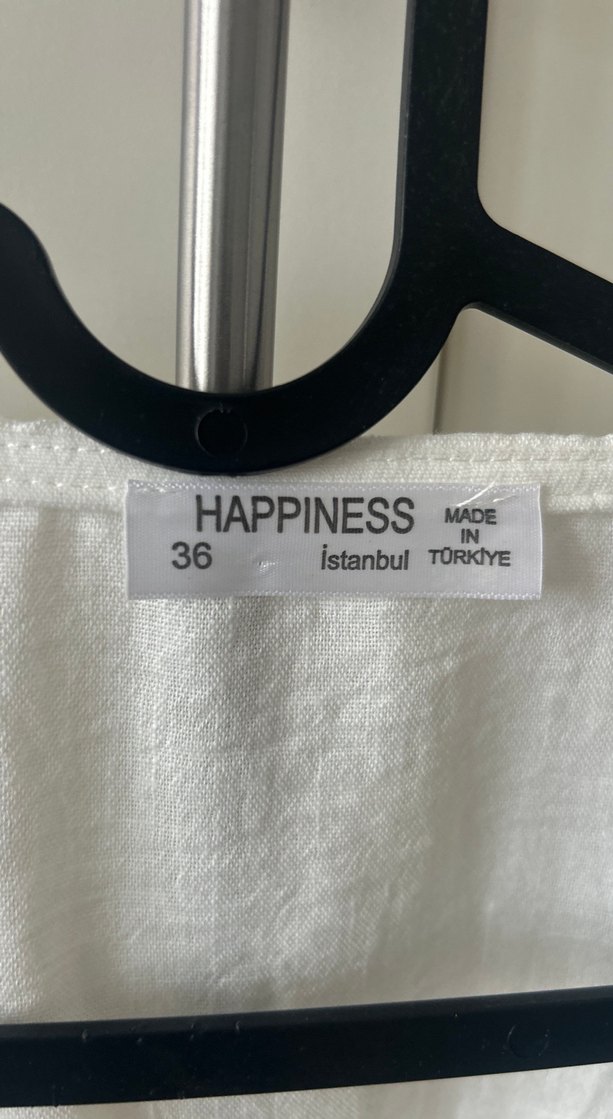 HAPPINESS
36 İstanbul
MADE
IN
TÜRKİYE